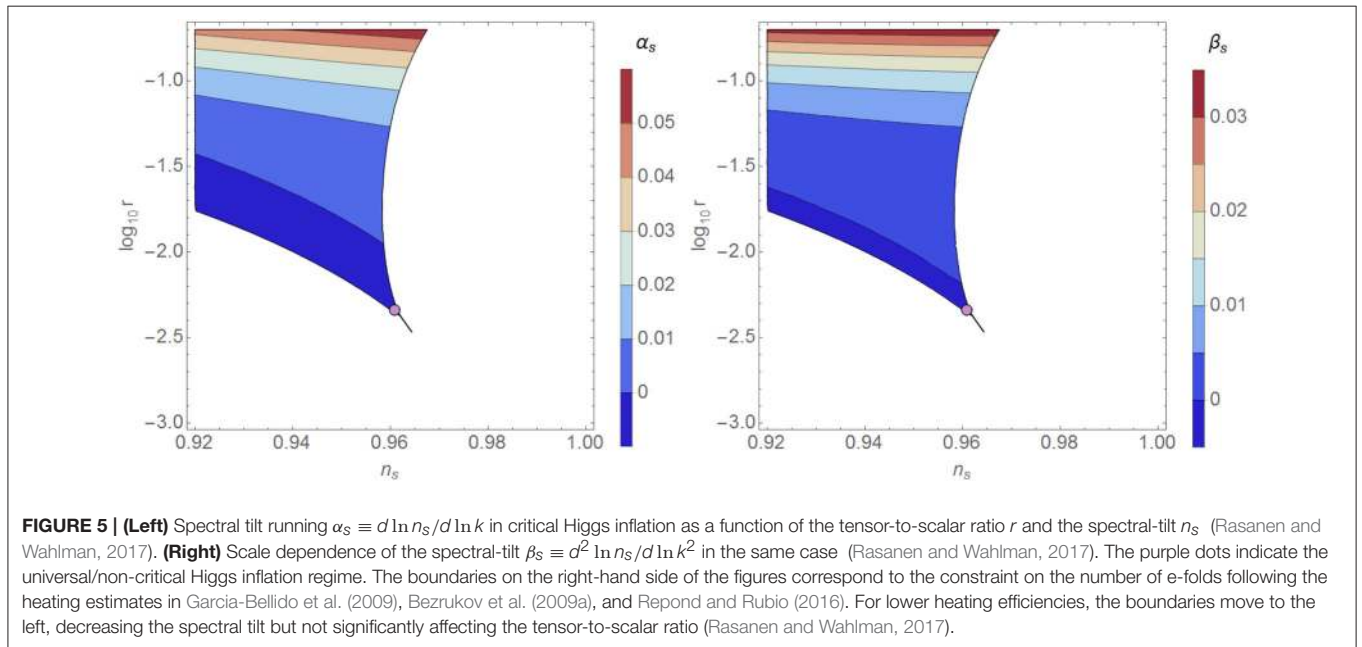 α_s
β_s
−1.0
−1.5
−2.0
−2.5
−3.0
log₁₀ r
0.92 0.94 0.96 0.98 1.00
n_s
0.05
0.04
0.03
0.02
0.01
0
−1.0
−1.5
−2.0
−2.5
−3.0
log₁₀ r
0.92 0.94 0.96 0.98 1.00
n_s
0.03
0.02
0.01
0
FIGURE 5 | (Left) Spectral tilt running α_S ≡ d ln n_S/d ln k in critical Higgs inflation as a function of the tensor-to-scalar ratio r and the spectral-tilt n_S (Rasanen and
Wahlman, 2017). (Right) Scale dependence of the spectral-tilt β_S ≡ d² ln n_S/d ln k² in the same case (Rasanen and Wahlman, 2017). The purple dots indicate the
universal/non-critical Higgs inflation regime. The boundaries on the right-hand side of the figures correspond to the constraint on the number of e-folds following the
heating estimates in Garcia-Bellido et al. (2009), Bezrukov et al. (2009a), and Repond and Rubio (2016). For lower heating efficiencies, the boundaries move to the
left, decreasing the spectral tilt but not significantly affecting the tensor-to-scalar ratio (Rasanen and Wahlman, 2017).